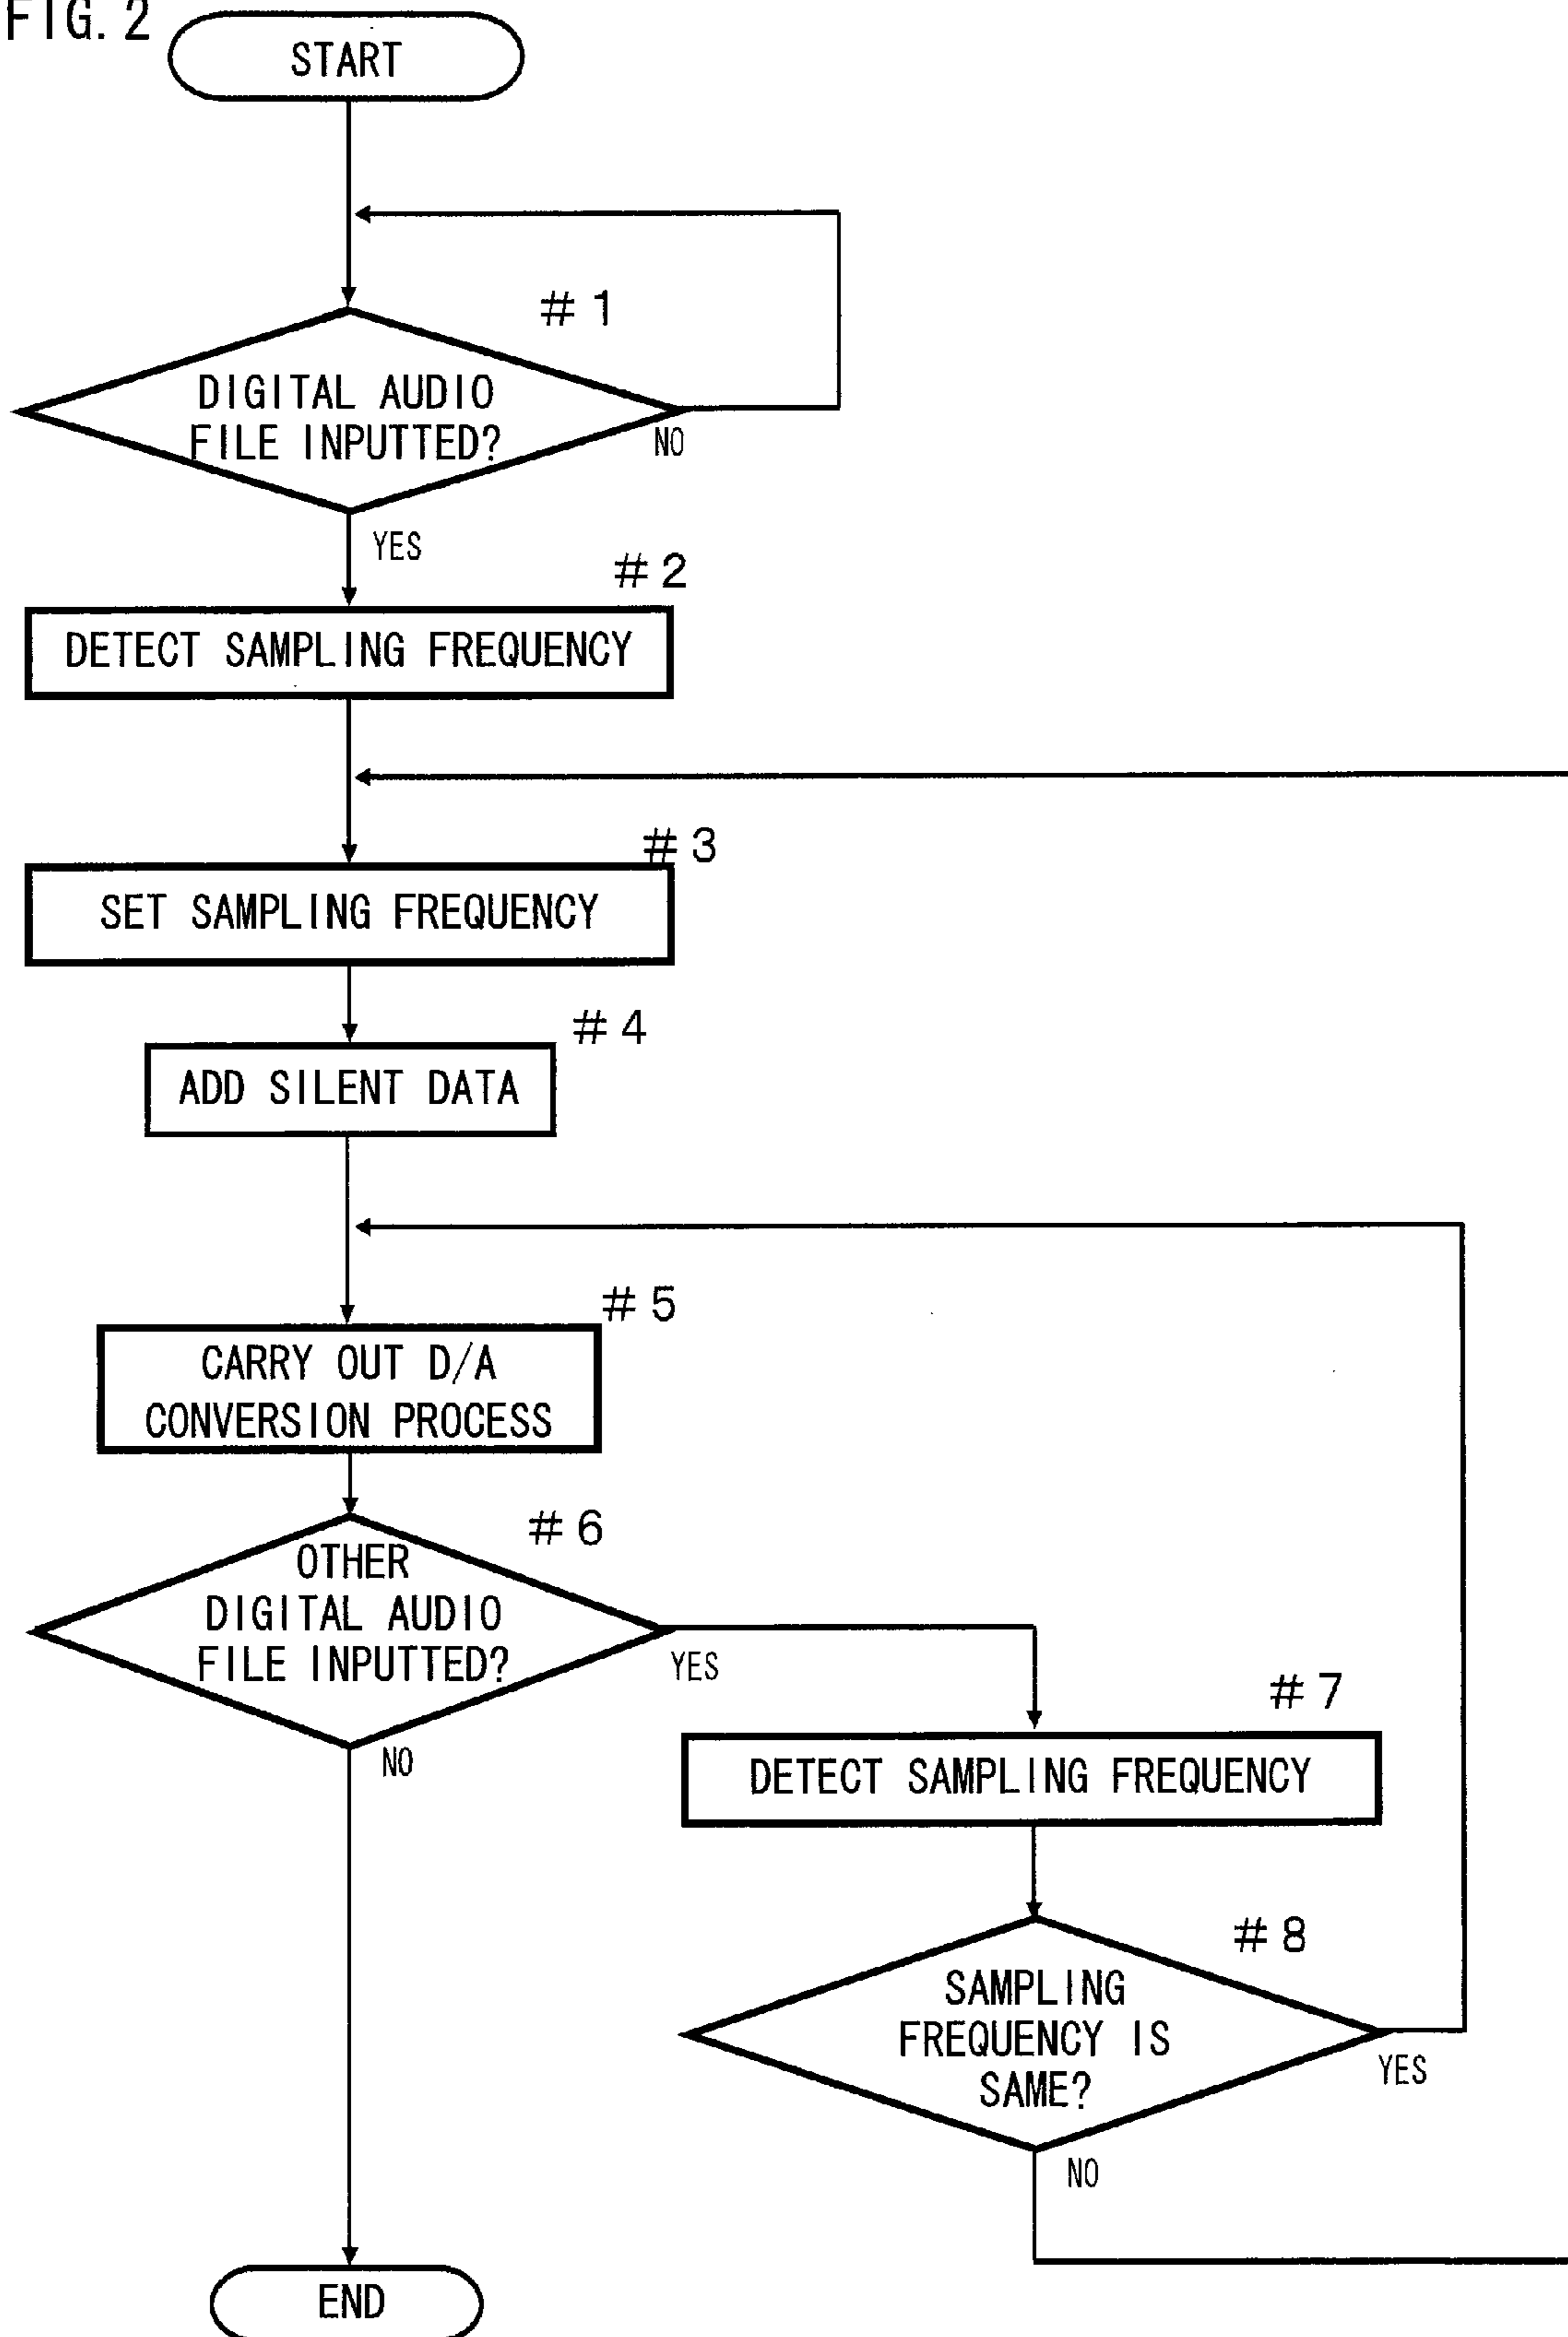 FIG. 2
START
#1
DIGITAL AUDIO
FILE INPUTTED?
NO
YES
#2
DETECT SAMPLING FREQUENCY
#3
SET SAMPLING FREQUENCY
#4
ADD SILENT DATA
#5
CARRY OUT D/A
CONVERSION PROCESS
#6
OTHER
DIGITAL AUDIO
FILE INPUTTED?
YES
NO
#7
DETECT SAMPLING FREQUENCY
#8
SAMPLING
FREQUENCY IS
SAME?
YES
NO
END